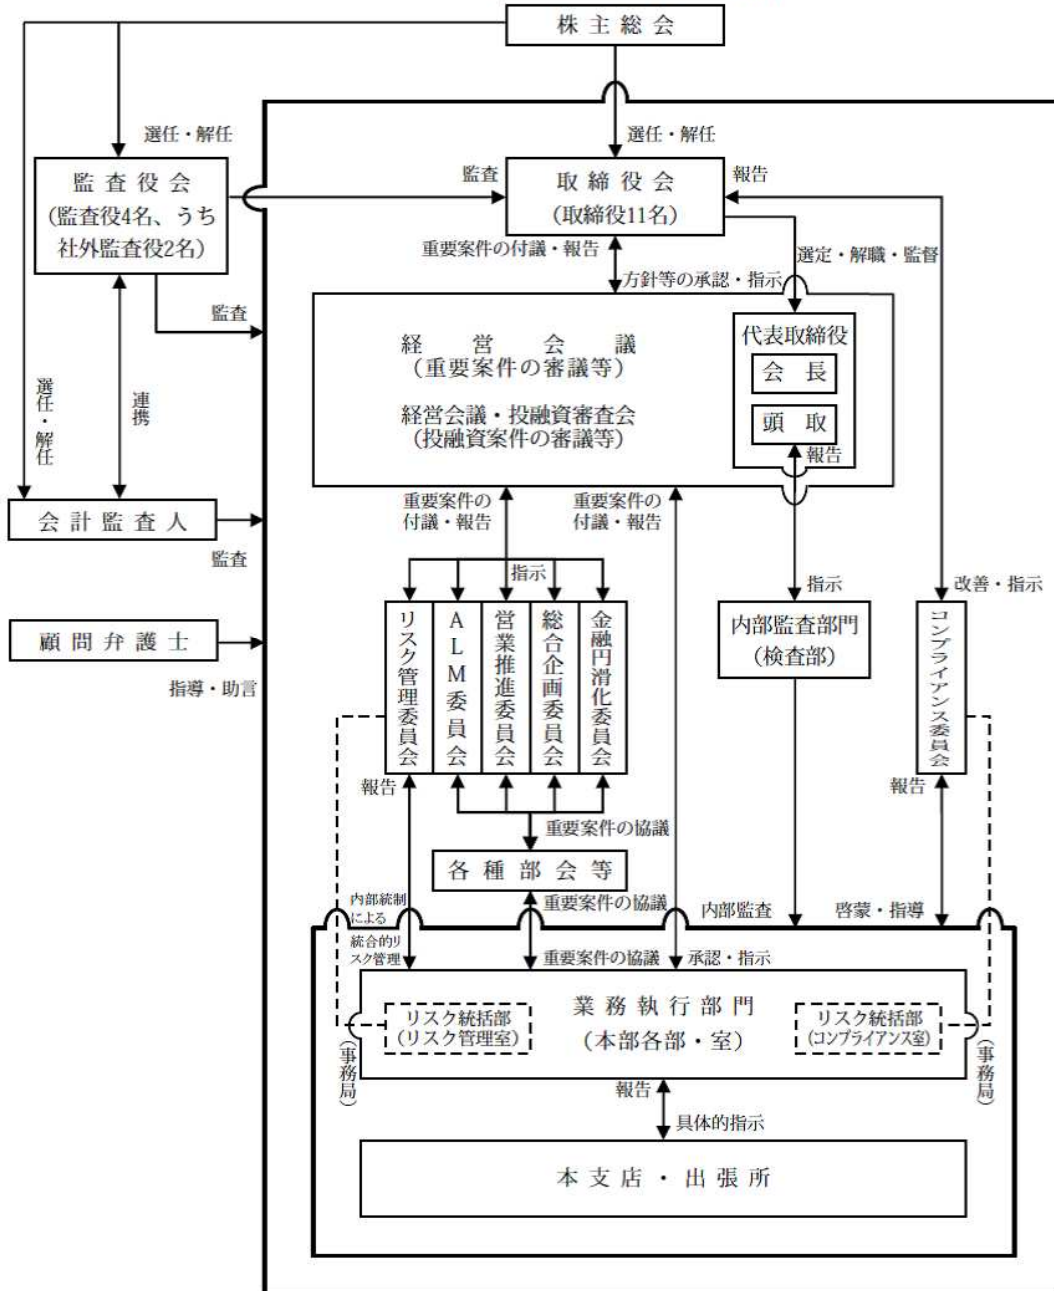 株主総会
選任・解任
選任・解任
監査役会
(監査役4名、うち
社外監査役2名)
監査
取締役会
(取締役11名)
報告
重要案件の付議・報告
選定・解職・監督
方針等の承認・指示
監査
経営会議
(重要案件の審議等)
経営会議・投融資審査会
(投融資案件の審議等)
代表取締役
会長
頭取
報告
選任・解任
連携
会計監査人
監査
重要案件の
付議・報告
重要案件の
付議・報告
指示
指示
改善・指示
顧問弁護士
指導・助言
リスク管理委員会
ALM委員会
営業推進委員会
総合企画委員会
金融円滑化委員会
内部監査部門
(検査部)
コンプライアンス委員会
報告
報告
重要案件の協議
各種部会等
重要案件の協議
内部統制
による
統合的リ
スク管理
内部監査
啓蒙・指導
重要案件の協議
承認・指示
業務執行部門
(本部各部・室)
リスク統括部
(リスク管理室)
リスク統括部
(コンプライアンス室)
(事務局)
(事務局)
報告
具体的指示
本支店・出張所